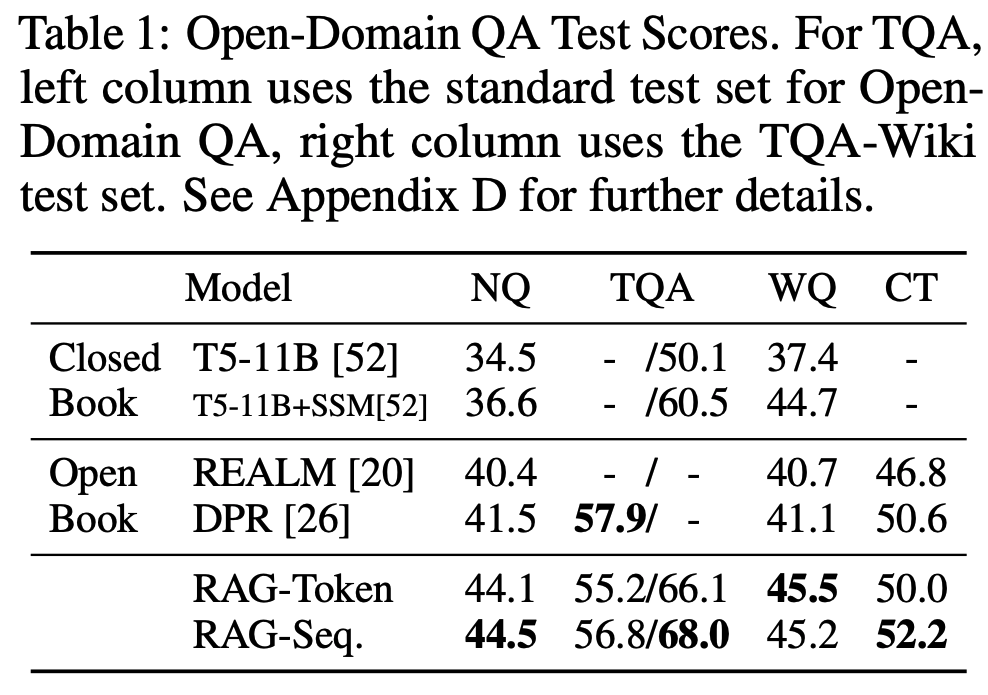 Table 1: Open-Domain QA Test Scores. For TQA,
left column uses the standard test set for Open-
Domain QA, right column uses the TQA-Wiki
test set. See Appendix D for further details.
Model NQ TQA WQ CT
Closed T5-11B [52] 34.5 - /50.1 37.4 -
Book T5-11B+SSM[52] 36.6 - /60.5 44.7 -
Open REALM [20] 40.4 - / - 40.7 46.8
Book DPR [26] 41.5 57.9/ - 41.1 50.6
RAG-Token 44.1 55.2/66.1 45.5 50.0
RAG-Seq. 44.5 56.8/68.0 45.2 52.2